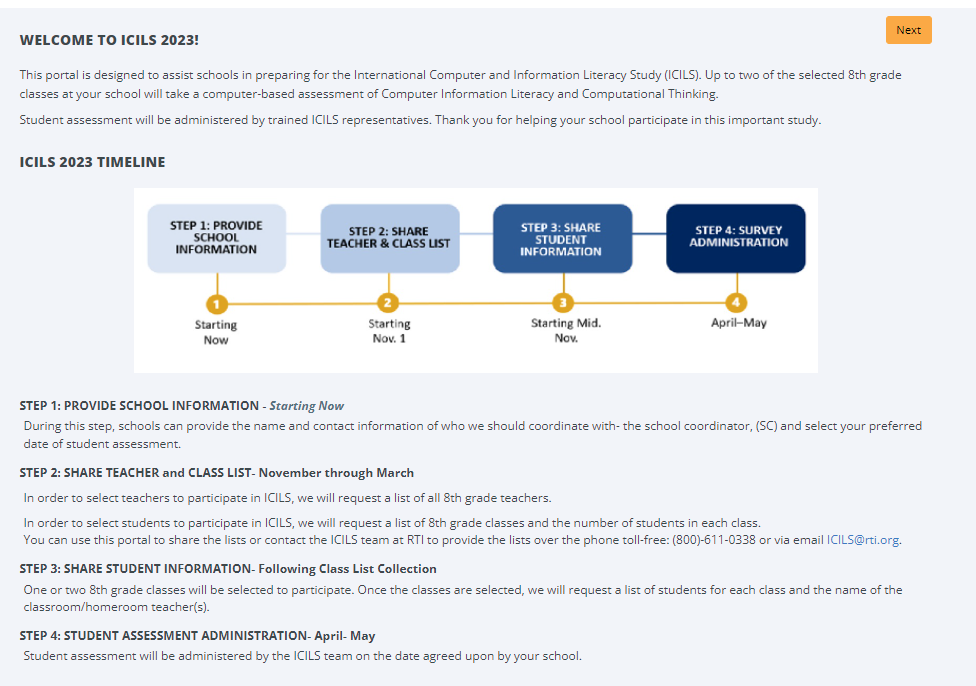 Next
WELCOME TO ICILS 2023!
This portal is designed to assist schools in preparing for the International Computer and Information Literacy Study (ICILS). Up to two of the selected 8th grade
classes at your school will take a computer-based assessment of Computer Information Literacy and Computational Thinking.
Student assessment will be administered by trained ICILS representatives. Thank you for helping your school participate in this important study.
ICILS 2023 TIMELINE
STEP 1: PROVIDE
SCHOOL
INFORMATION
STEP 2: SHARE
TEACHER & CLASS LIST
STEP 3: SHARE
STUDENT
INFORMATION
STEP 4: SURVEY
ADMINISTRATION
1
2
3
4
Starting
Now
Starting
Nov. 1
Starting Mid.
Nov.
April–May
STEP 1: PROVIDE SCHOOL INFORMATION - Starting Now
During this step, schools can provide the name and contact information of who we should coordinate with- the school coordinator, (SC) and select your preferred
date of student assessment.
STEP 2: SHARE TEACHER and CLASS LIST- November through March
In order to select teachers to participate in ICILS, we will request a list of all 8th grade teachers.
In order to select students to participate in ICILS, we will request a list of 8th grade classes and the number of students in each class.
You can use this portal to share the lists or contact the ICILS team at RTI to provide the lists over the phone toll-free: (800)-611-0338 or via email ICILS@rti.org.
STEP 3: SHARE STUDENT INFORMATION- Following Class List Collection
One or two 8th grade classes will be selected to participate. Once the classes are selected, we will request a list of students for each class and the name of the
classroom/homeroom teacher(s).
STEP 4: STUDENT ASSESSMENT ADMINISTRATION- April- May
Student assessment will be administered by the ICILS team on the date agreed upon by your school.